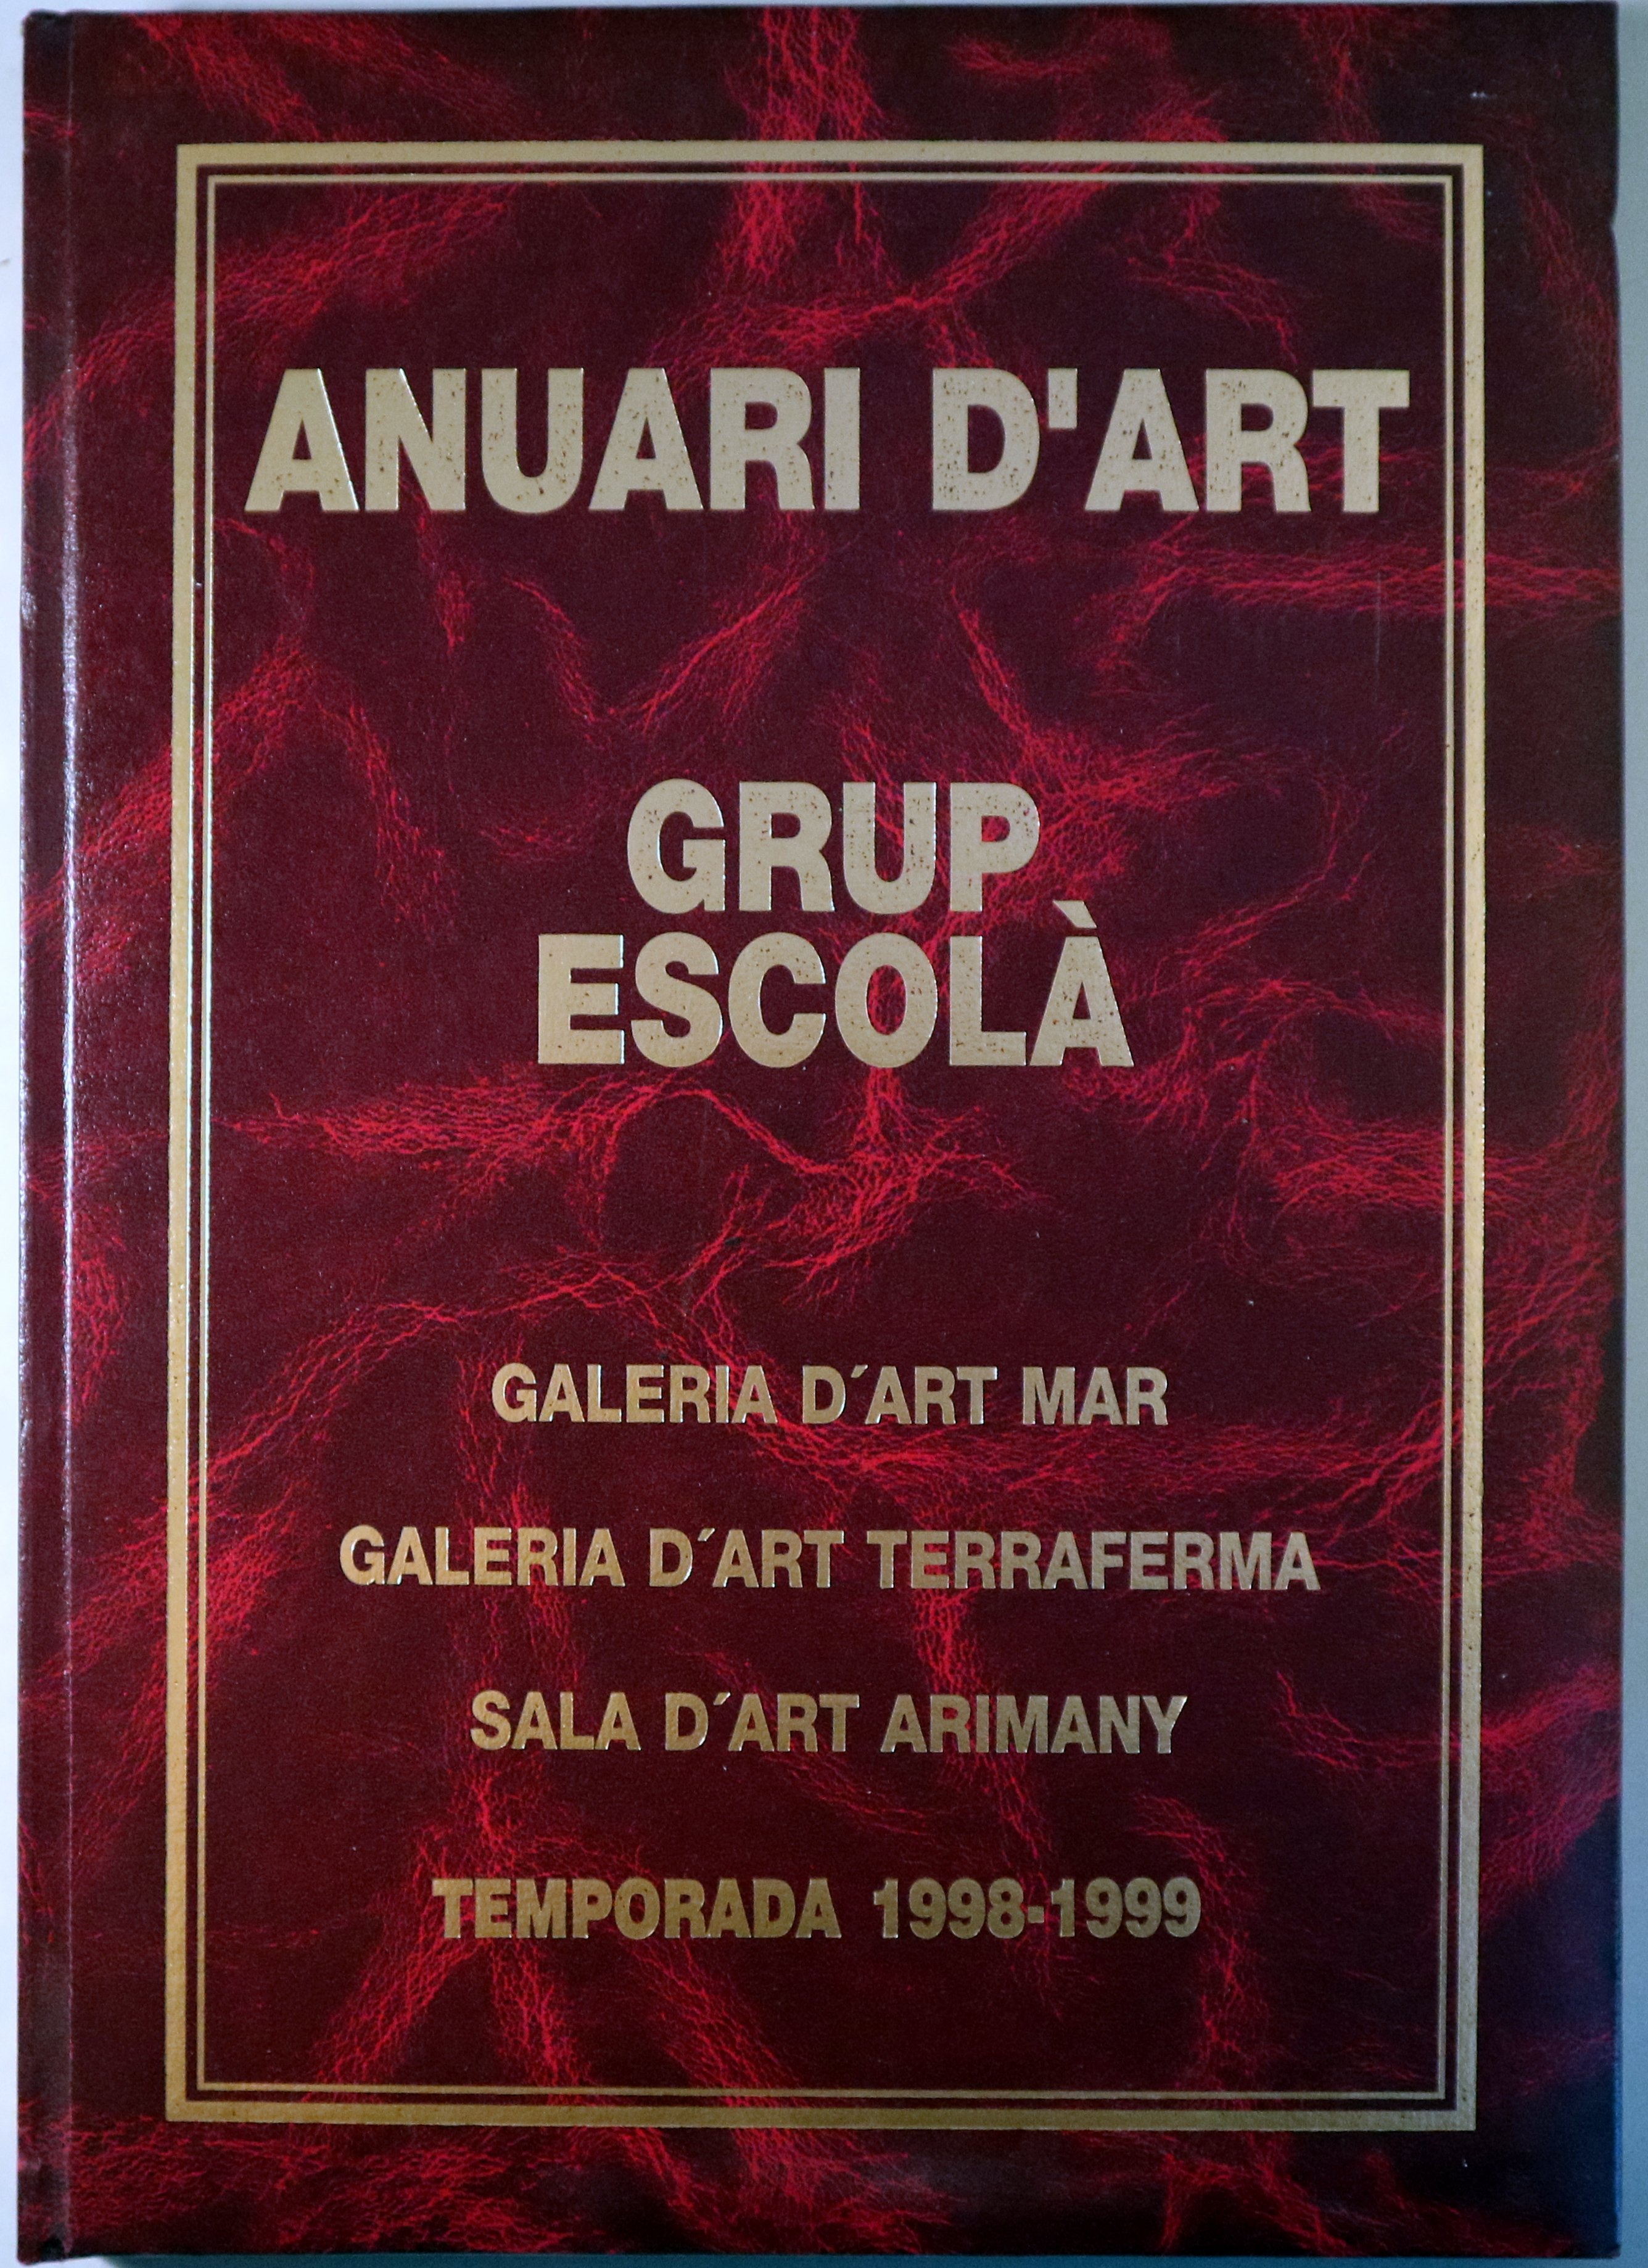 ANUARI D'ART
GRUP
ESCOLÀ
GALERIA D´ART MAR
GALERIA D´ART TERRAFERMA
SALA D´ART ARIMANY
TEMPORADA 1998-1999